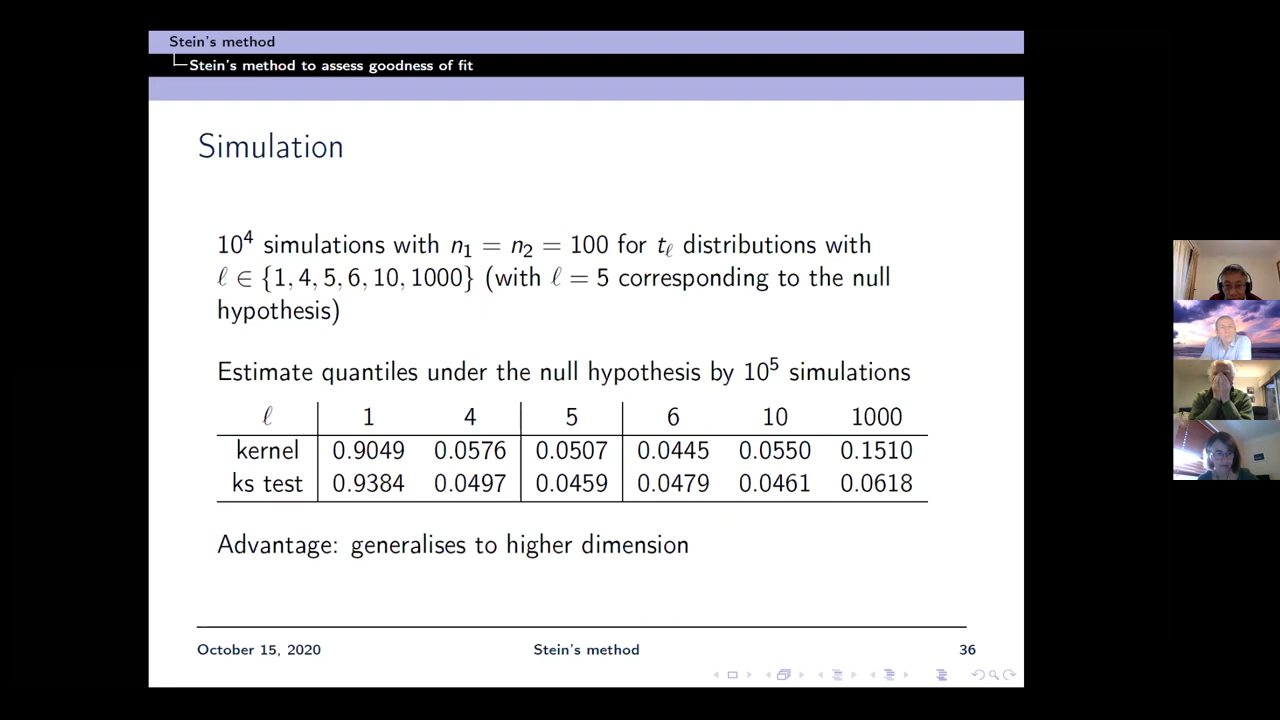 Stein's method
Stein's method to assess goodness of fit
Simulation
10⁴ simulations with n₁ = n₂ = 100 for t_ℓ distributions with
ℓ ∈ {1, 4, 5, 6, 10, 1000} (with ℓ = 5 corresponding to the null
hypothesis)
Estimate quantiles under the null hypothesis by 10⁵ simulations
ℓ 1 4 5 6 10 1000
kernel 0.9049 0.0576 0.0507 0.0445 0.0550 0.1510
ks test 0.9384 0.0497 0.0459 0.0479 0.0461 0.0618
Advantage: generalises to higher dimension
October 15, 2020 Stein's method 36